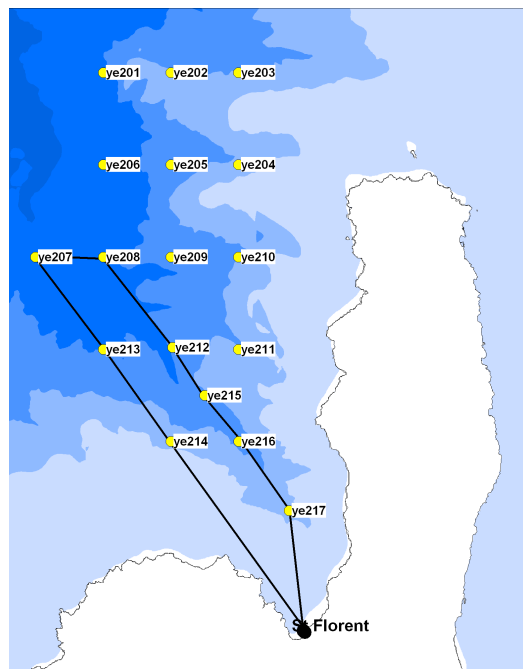 ye201 ye202 ye203
ye206 ye205 ye204
ye207 ye208 ye209 ye210
ye213 ye212 ye211
ye215
ye214 ye216
ye217
St Florent